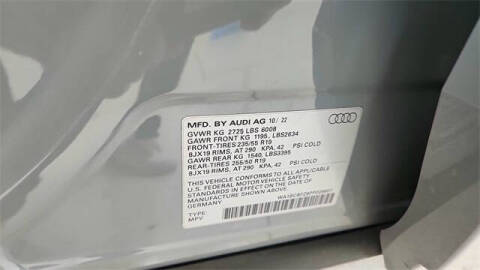 MFD. BY AUDI AG 10/22
GVWR KG 2725 LBS 6008
GAWR FRONT KG 1195, LBS2634
FRONT-TIRES 235/55 R19
8JX19 RIMS, AT 290 KPA, 42 PSI COLD
GAWR REAR KG 1540, LBS3395
REAR-TIRES 255/50 R19
8JX19 RIMS, AT 290 KPA, 42 PSI COLD
THIS VEHICLE CONFORMS TO ALL APPLICABLE
U.S. FEDERAL MOTOR VEHICLE SAFETY
STANDARDS IN EFFECT ON THE DATE OF
MANUFACTURE SHOWN ABOVE
GERMANY
TYPE:
MPV